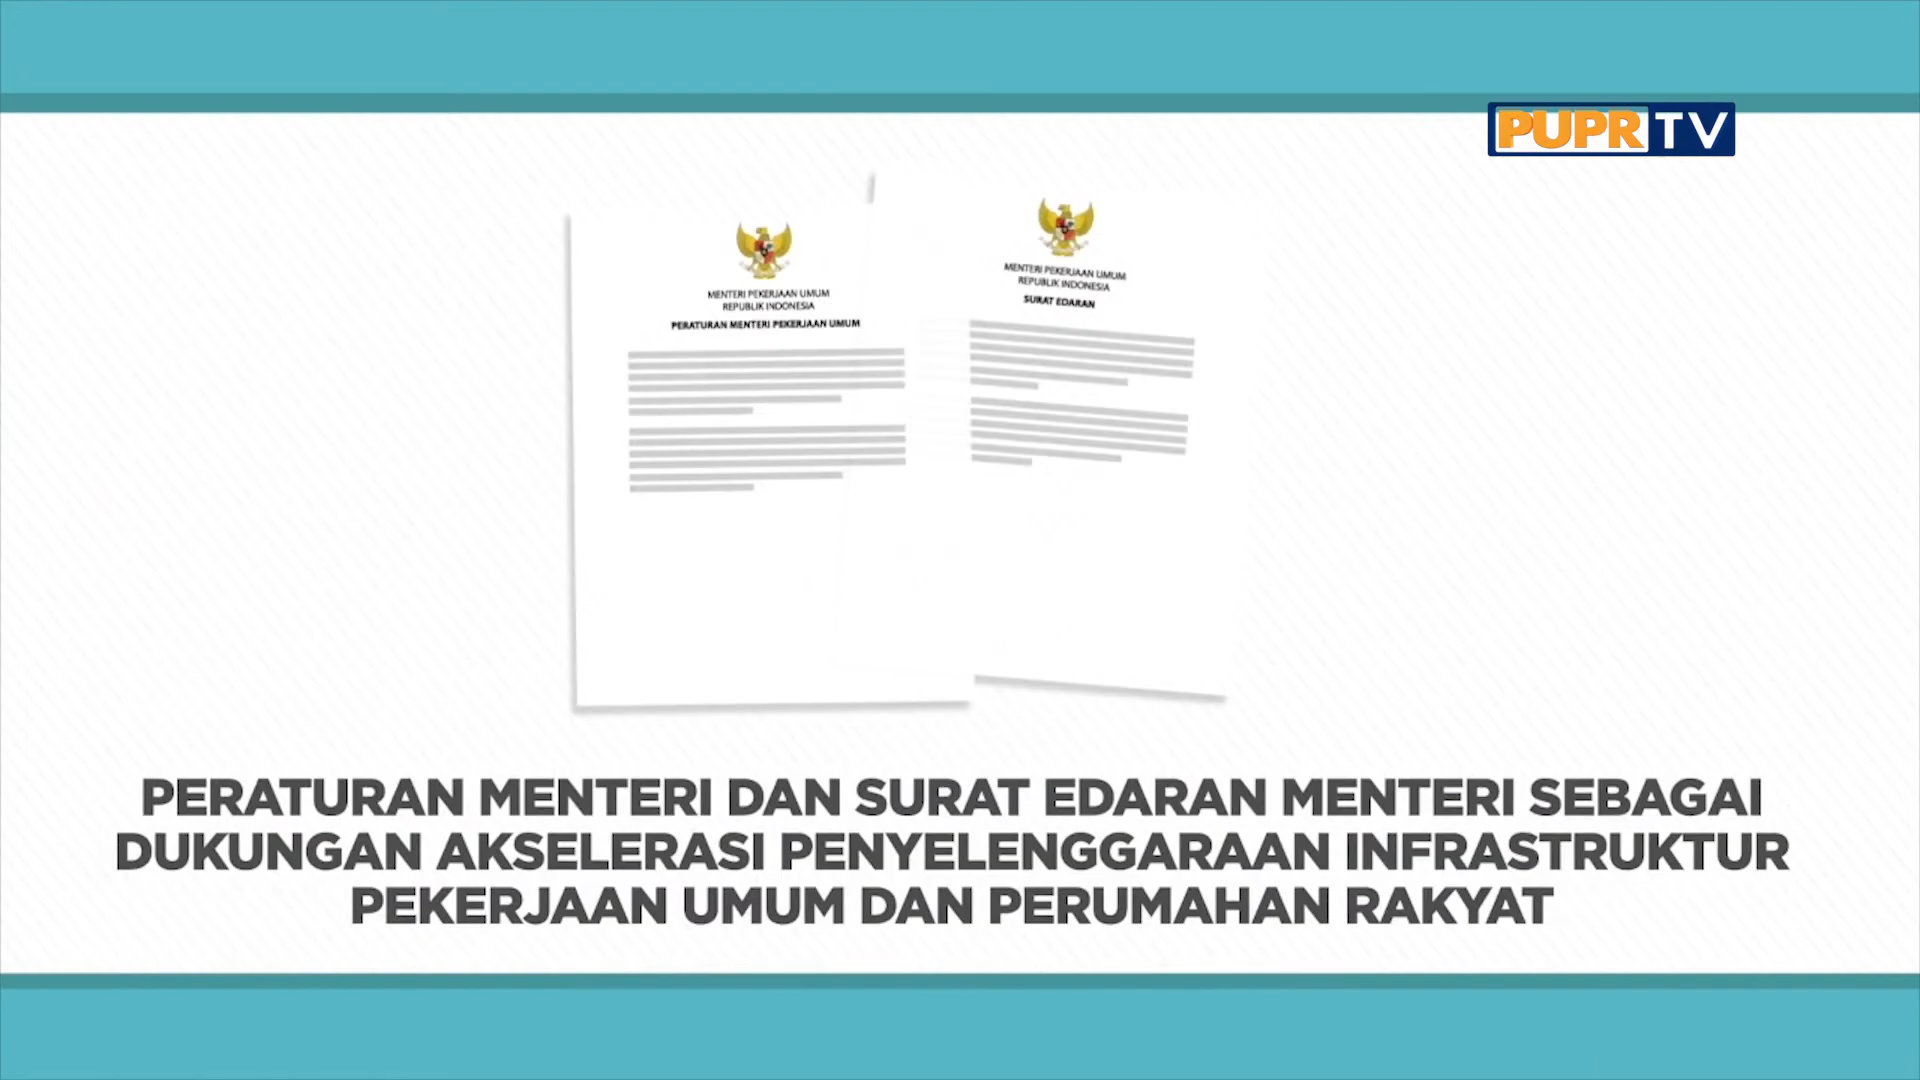 PUPR TV
MENTERI PEKERJAAN UMUM
REPUBLIK INDONESIA
PERATURAN MENTERI PEKERJAAN UMUM
MENTERI PEKERJAAN UMUM
REPUBLIK INDONESIA
SURAT EDARAN
PERATURAN MENTERI DAN SURAT EDARAN MENTERI SEBAGAI
DUKUNGAN AKSELERASI PENYELENGGARAAN INFRASTRUKTUR
PEKERJAAN UMUM DAN PERUMAHAN RAKYAT